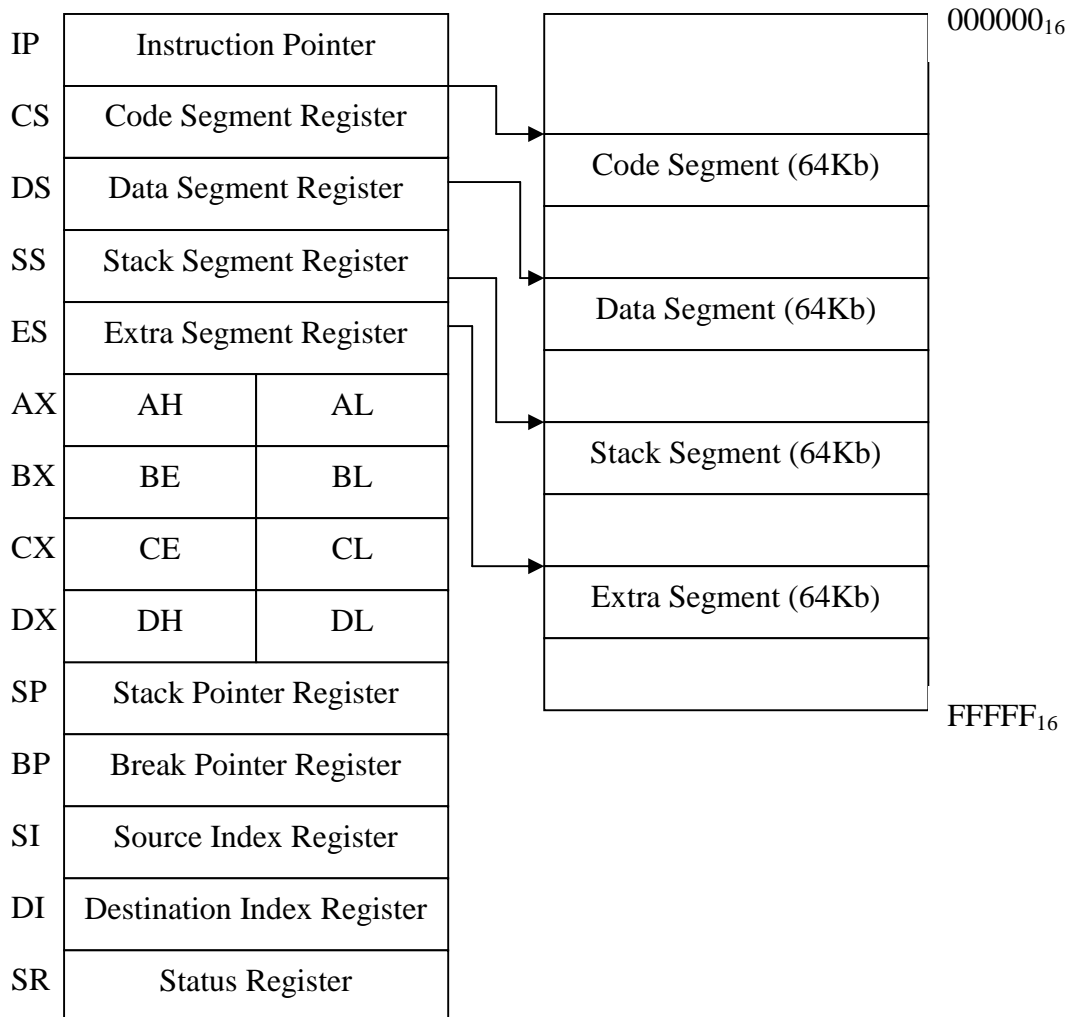 IP Instruction Pointer
CS Code Segment Register
DS Data Segment Register
SS Stack Segment Register
ES Extra Segment Register
AX AH AL
BX BE BL
CX CE CL
DX DH DL
SP Stack Pointer Register
BP Break Pointer Register
SI Source Index Register
DI Destination Index Register
SR Status Register
000000₁₆
Code Segment (64Kb)
Data Segment (64Kb)
Stack Segment (64Kb)
Extra Segment (64Kb)
FFFFF₁₆